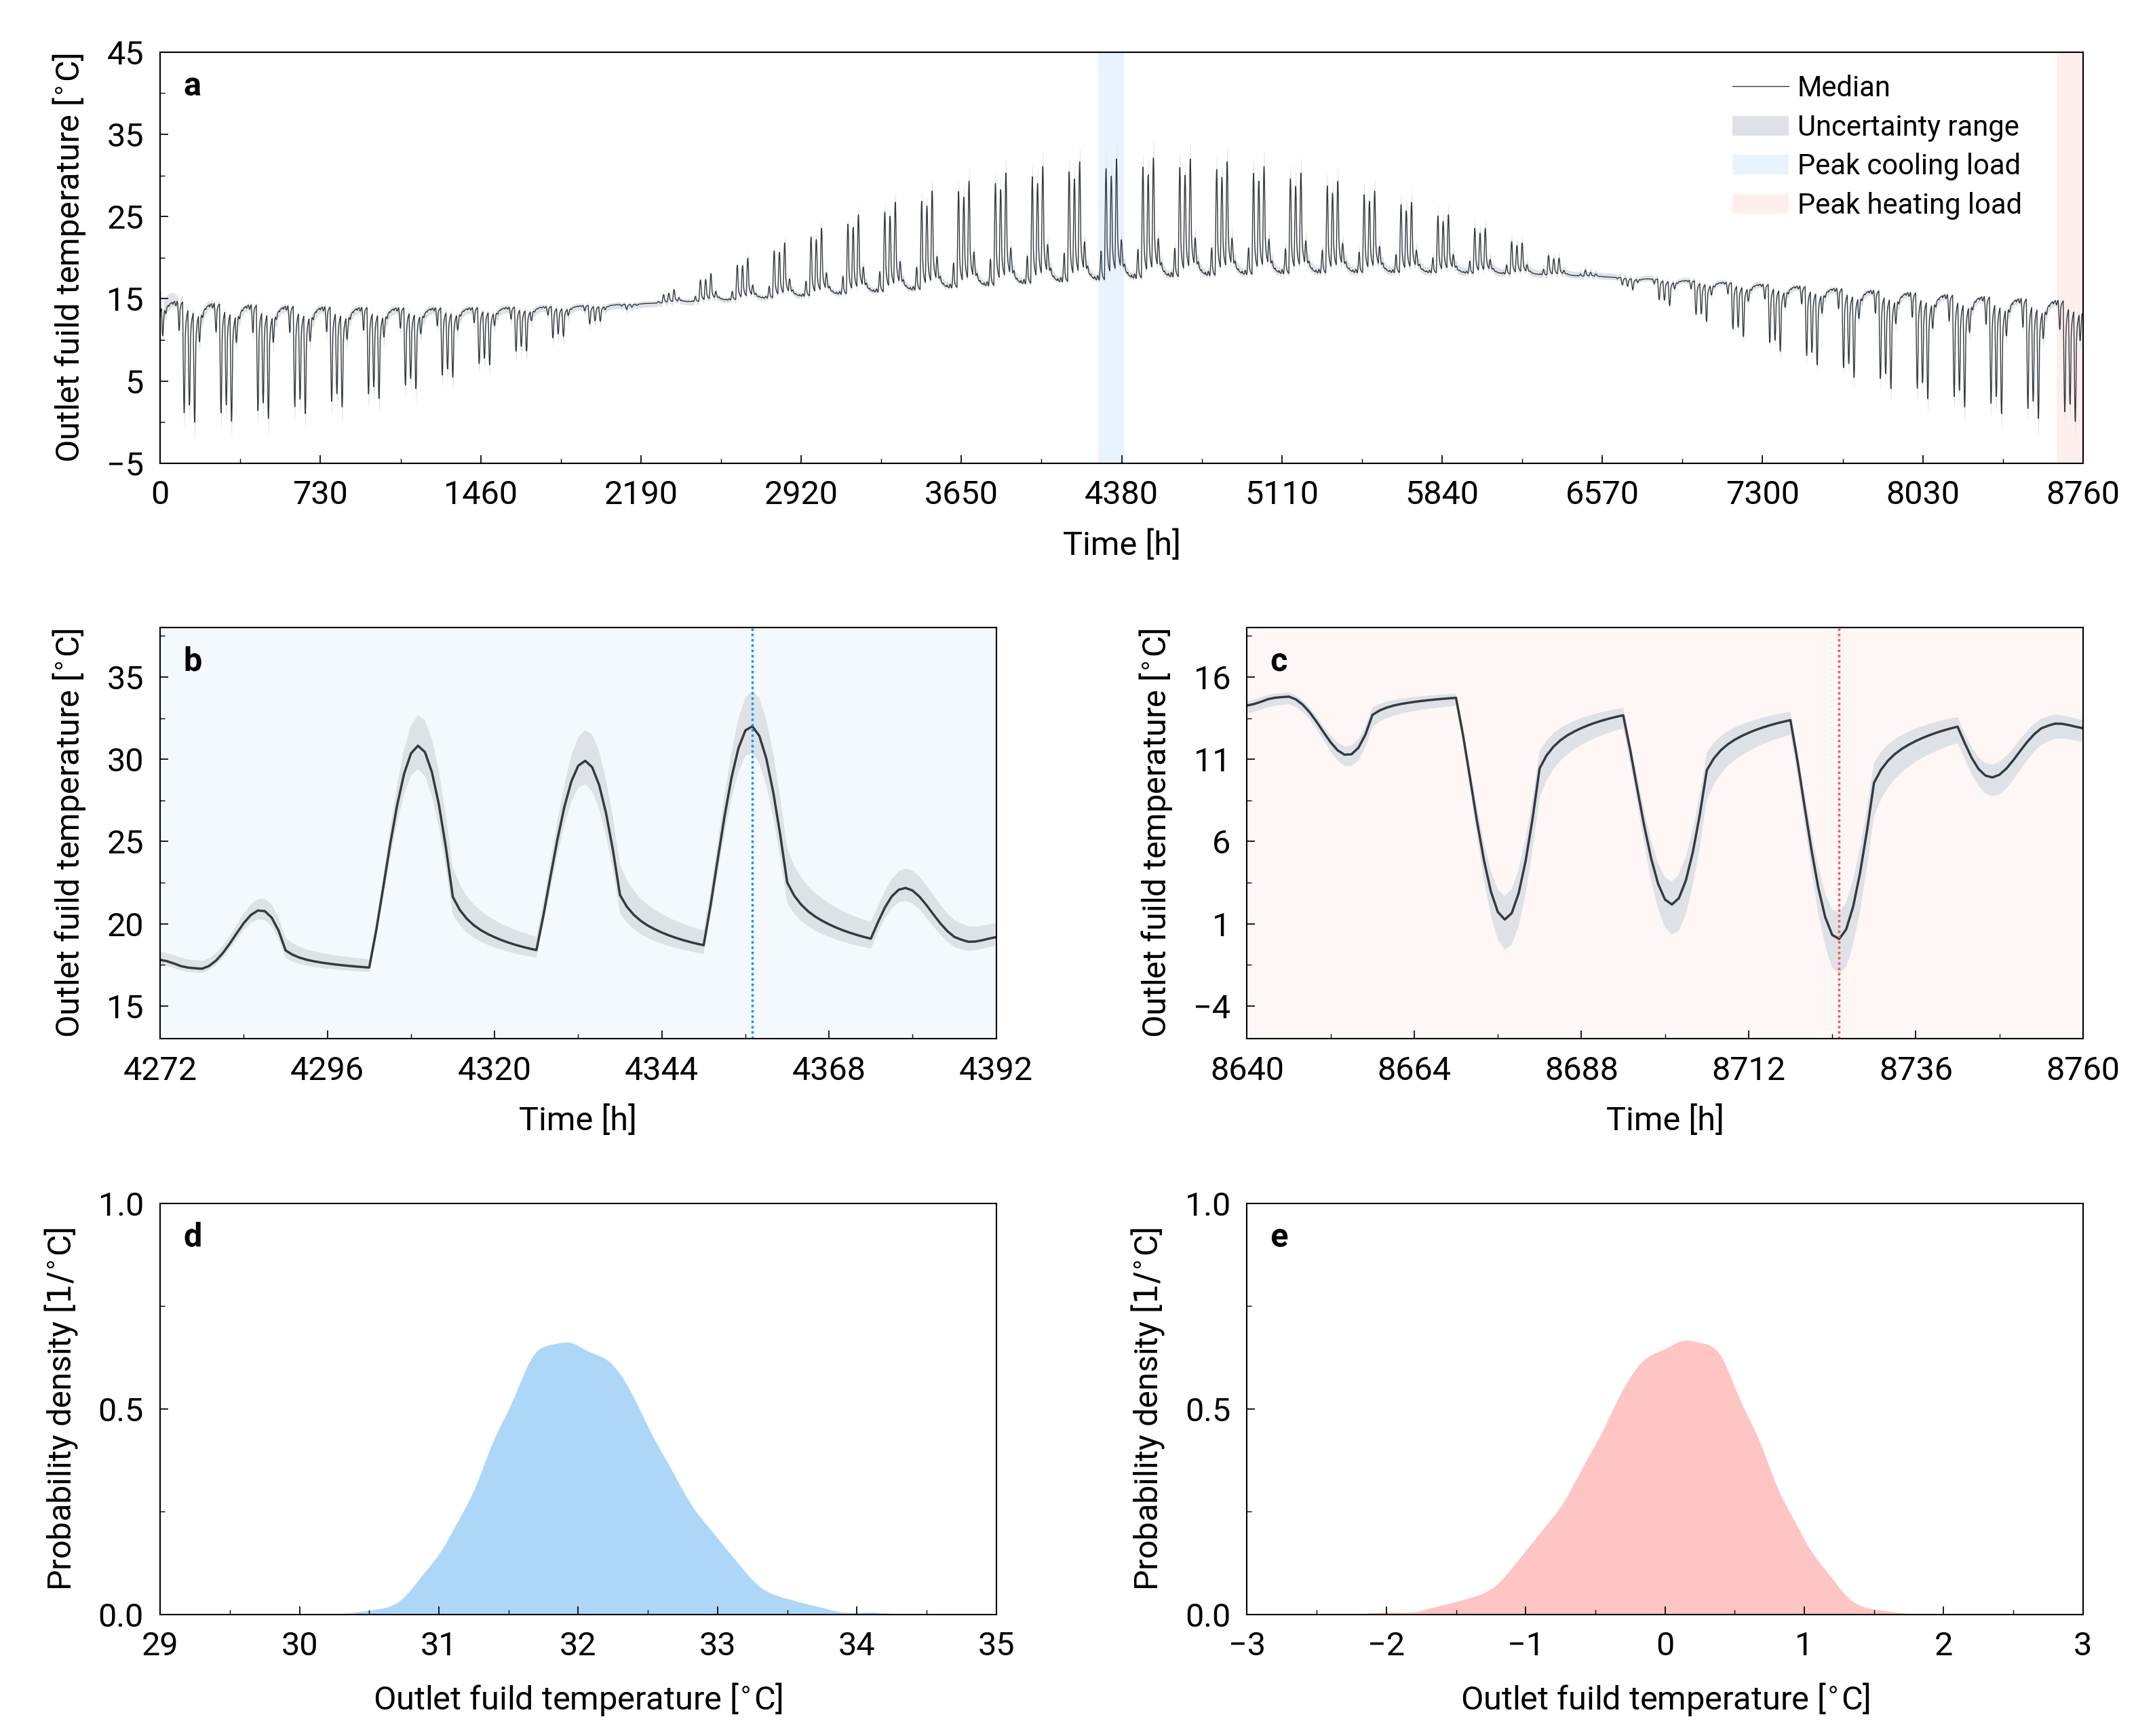 a
Outlet fuild temperature [°C]
45
35
25
15
5
−5
Median
Uncertainty range
Peak cooling load
Peak heating load
0 730 1460 2190 2920 3650 4380 5110 5840 6570 7300 8030 8760
Time [h]
b
Outlet fuild temperature [°C]
35
30
25
20
15
4272 4296 4320 4344 4368 4392
Time [h]
c
Outlet fuild temperature [°C]
16
11
6
1
−4
8640 8664 8688 8712 8736 8760
Time [h]
d
Probability density [1/°C]
1.0
0.5
0.0
29 30 31 32 33 34 35
Outlet fuild temperature [°C]
e
Probability density [1/°C]
1.0
0.5
0.0
−3 −2 −1 0 1 2 3
Outlet fuild temperature [°C]